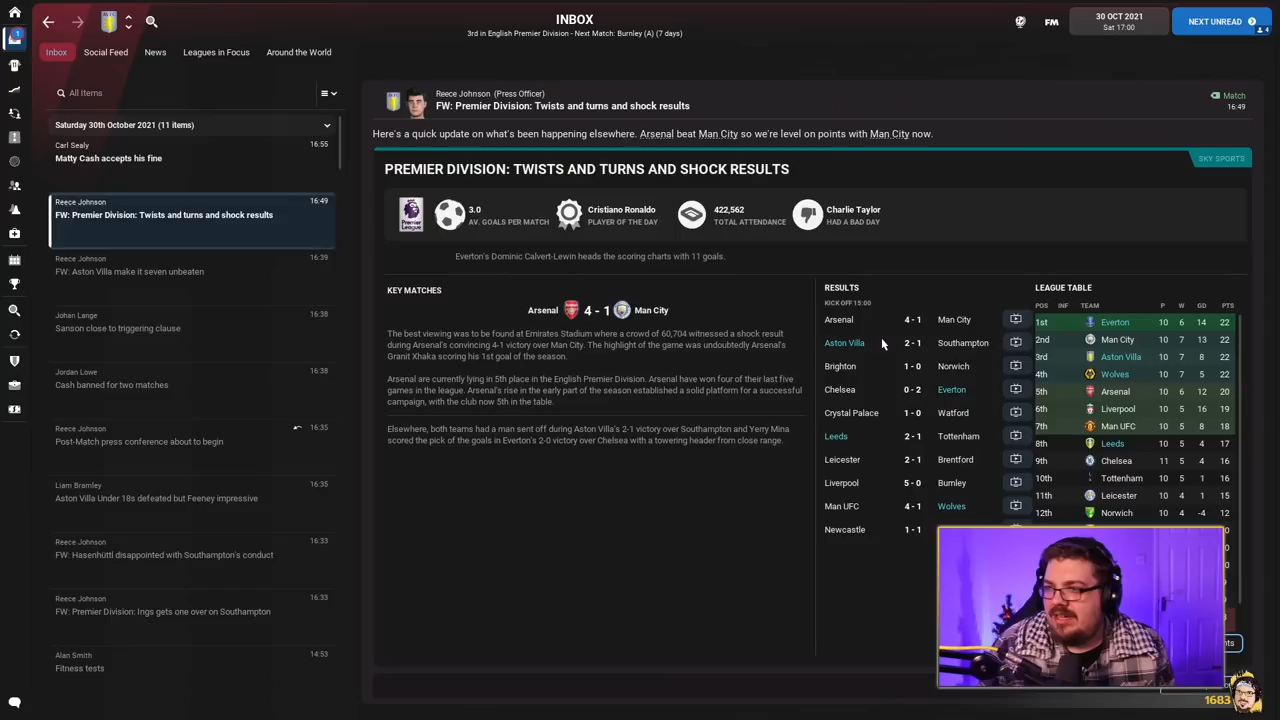 INBOX
3rd in English Premier Division - Next Match: Burnley (A) (7 days)
FM
30 OCT 2021
Sat 17:00
NEXT UNREAD
4
1
Inbox
Social Feed
News
Leagues in Focus
Around the World
All Items
Saturday 30th October 2021 (11 items)
Carl Sealy
16:55
Matty Cash accepts his fine
Reece Johnson
16:49
FW: Premier Division: Twists and turns and shock results
Reece Johnson
16:39
FW: Aston Villa make it seven unbeaten
Johan Lange
16:38
Sanson close to triggering clause
Jordan Lowe
16:38
Cash banned for two matches
Reece Johnson
16:35
Post-Match press conference about to begin
Liam Bramley
16:35
Aston Villa Under 18s defeated but Feeney impressive
Reece Johnson
16:33
FW: Hasenhüttl disappointed with Southampton's conduct
Reece Johnson
16:33
FW: Premier Division: Ings gets one over on Southampton
Alan Smith
14:53
Fitness tests
Reece Johnson (Press Officer)
FW: Premier Division: Twists and turns and shock results
Match
16:49
Here's a quick update on what's been happening elsewhere. Arsenal beat Man City so we're level on points with Man City now.
SKY SPORTS
PREMIER DIVISION: TWISTS AND TURNS AND SHOCK RESULTS
Premier League
3.0
AV. GOALS PER MATCH
Cristiano Ronaldo
PLAYER OF THE DAY
422,562
TOTAL ATTENDANCE
Charlie Taylor
HAD A BAD DAY
Everton's Dominic Calvert-Lewin heads the scoring charts with 11 goals.
KEY MATCHES
Arsenal 4 - 1 Man City
The best viewing was to be found at Emirates Stadium where a crowd of 60,704 witnessed a shock result
during Arsenal's convincing 4-1 victory over Man City. The highlight of the game was undoubtedly Arsenal's
Granit Xhaka scoring his 1st goal of the season.
Arsenal are currently lying in 5th place in the English Premier Division. Arsenal have won four of their last five
games in the league. Arsenal's rise in the early part of the season established a solid platform for a successful
campaign, with the club now 5th in the table.
Elsewhere, both teams had a man sent off during Aston Villa's 2-1 victory over Southampton and Yerry Mina
scored the pick of the goals in Everton's 2-0 victory over Chelsea with a towering header from close range.
RESULTS
KICK OFF 15:00
Arsenal 4 - 1 Man City
Aston Villa 2 - 1 Southampton
Brighton 1 - 0 Norwich
Chelsea 0 - 2 Everton
Crystal Palace 1 - 0 Watford
Leeds 2 - 1 Tottenham
Leicester 2 - 1 Brentford
Liverpool 5 - 0 Burnley
Man UFC 4 - 1 Wolves
Newcastle 1 - 1
LEAGUE TABLE
POS INF TEAM P W GD PTS
1st Everton 10 6 14 22
2nd Man City 10 7 13 22
3rd Aston Villa 10 7 8 22
4th Wolves 10 7 5 22
5th Arsenal 10 6 12 20
6th Liverpool 10 5 16 19
7th Man UFC 10 5 8 18
8th Leeds 10 5 4 17
9th Chelsea 11 5 4 16
10th Tottenham 10 5 1 16
11th Leicester 10 4 1 15
12th Norwich 10 4 -4 12
1683